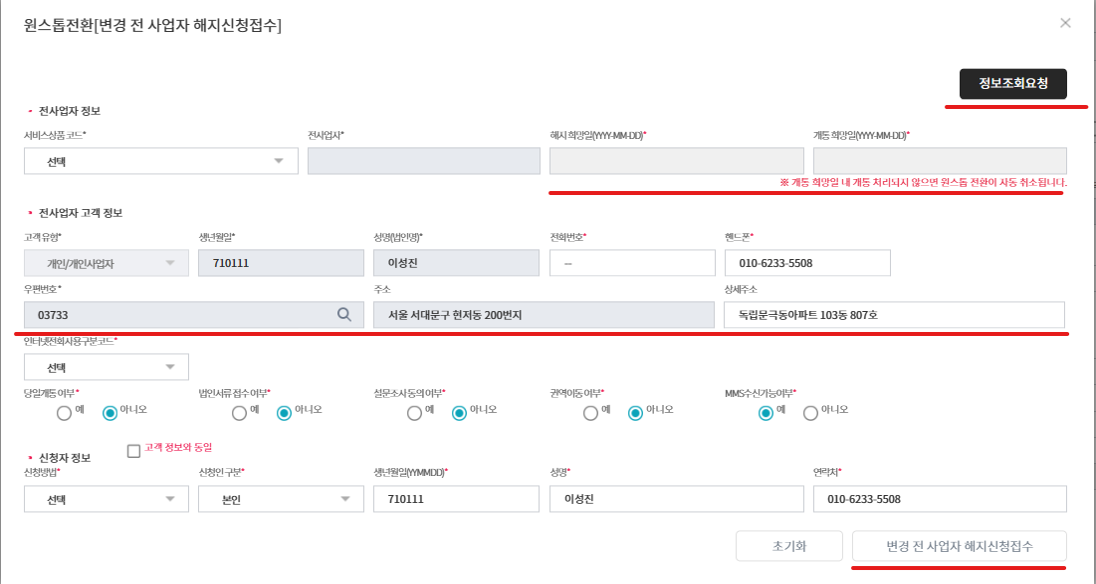 원스톱전환[변경 전 사업자 해지신청접수]
정보조회요청
전사업자 정보
서비스상품 코드* 전사업자* 해지 희망일(YYYY-MM-DD)* 개통 희망일(YYYY-MM-DD)*
선택
※ 개통 희망일 내 개통 처리되지 않으면 원스톱 전환이 자동 취소됩니다.
전사업자 고객 정보
고객 유형* 생년월일* 성명(법인명)* 전화번호* 핸드폰*
개인/개인사업자 710111 이성진 -- 010-6233-5508
우편번호* 주소 상세주소
03733 서울 서대문구 현저동 200번지 독립문극동아파트 103동 807호
인터넷전화사용구분코드*
선택
당일개통 여부* 법인서류 접수 여부* 설문조사 동의 여부* 권역이동 여부* MMS수신가능여부*
예 아니오 예 아니오 예 아니오 예 아니오 예 아니오
신청자 정보 고객 정보와 동일
신청방법* 신청인 구분* 생년월일(YYMMDD)* 성명* 연락처*
선택 본인 710111 이성진 010-6233-5508
초기화 변경 전 사업자 해지신청접수